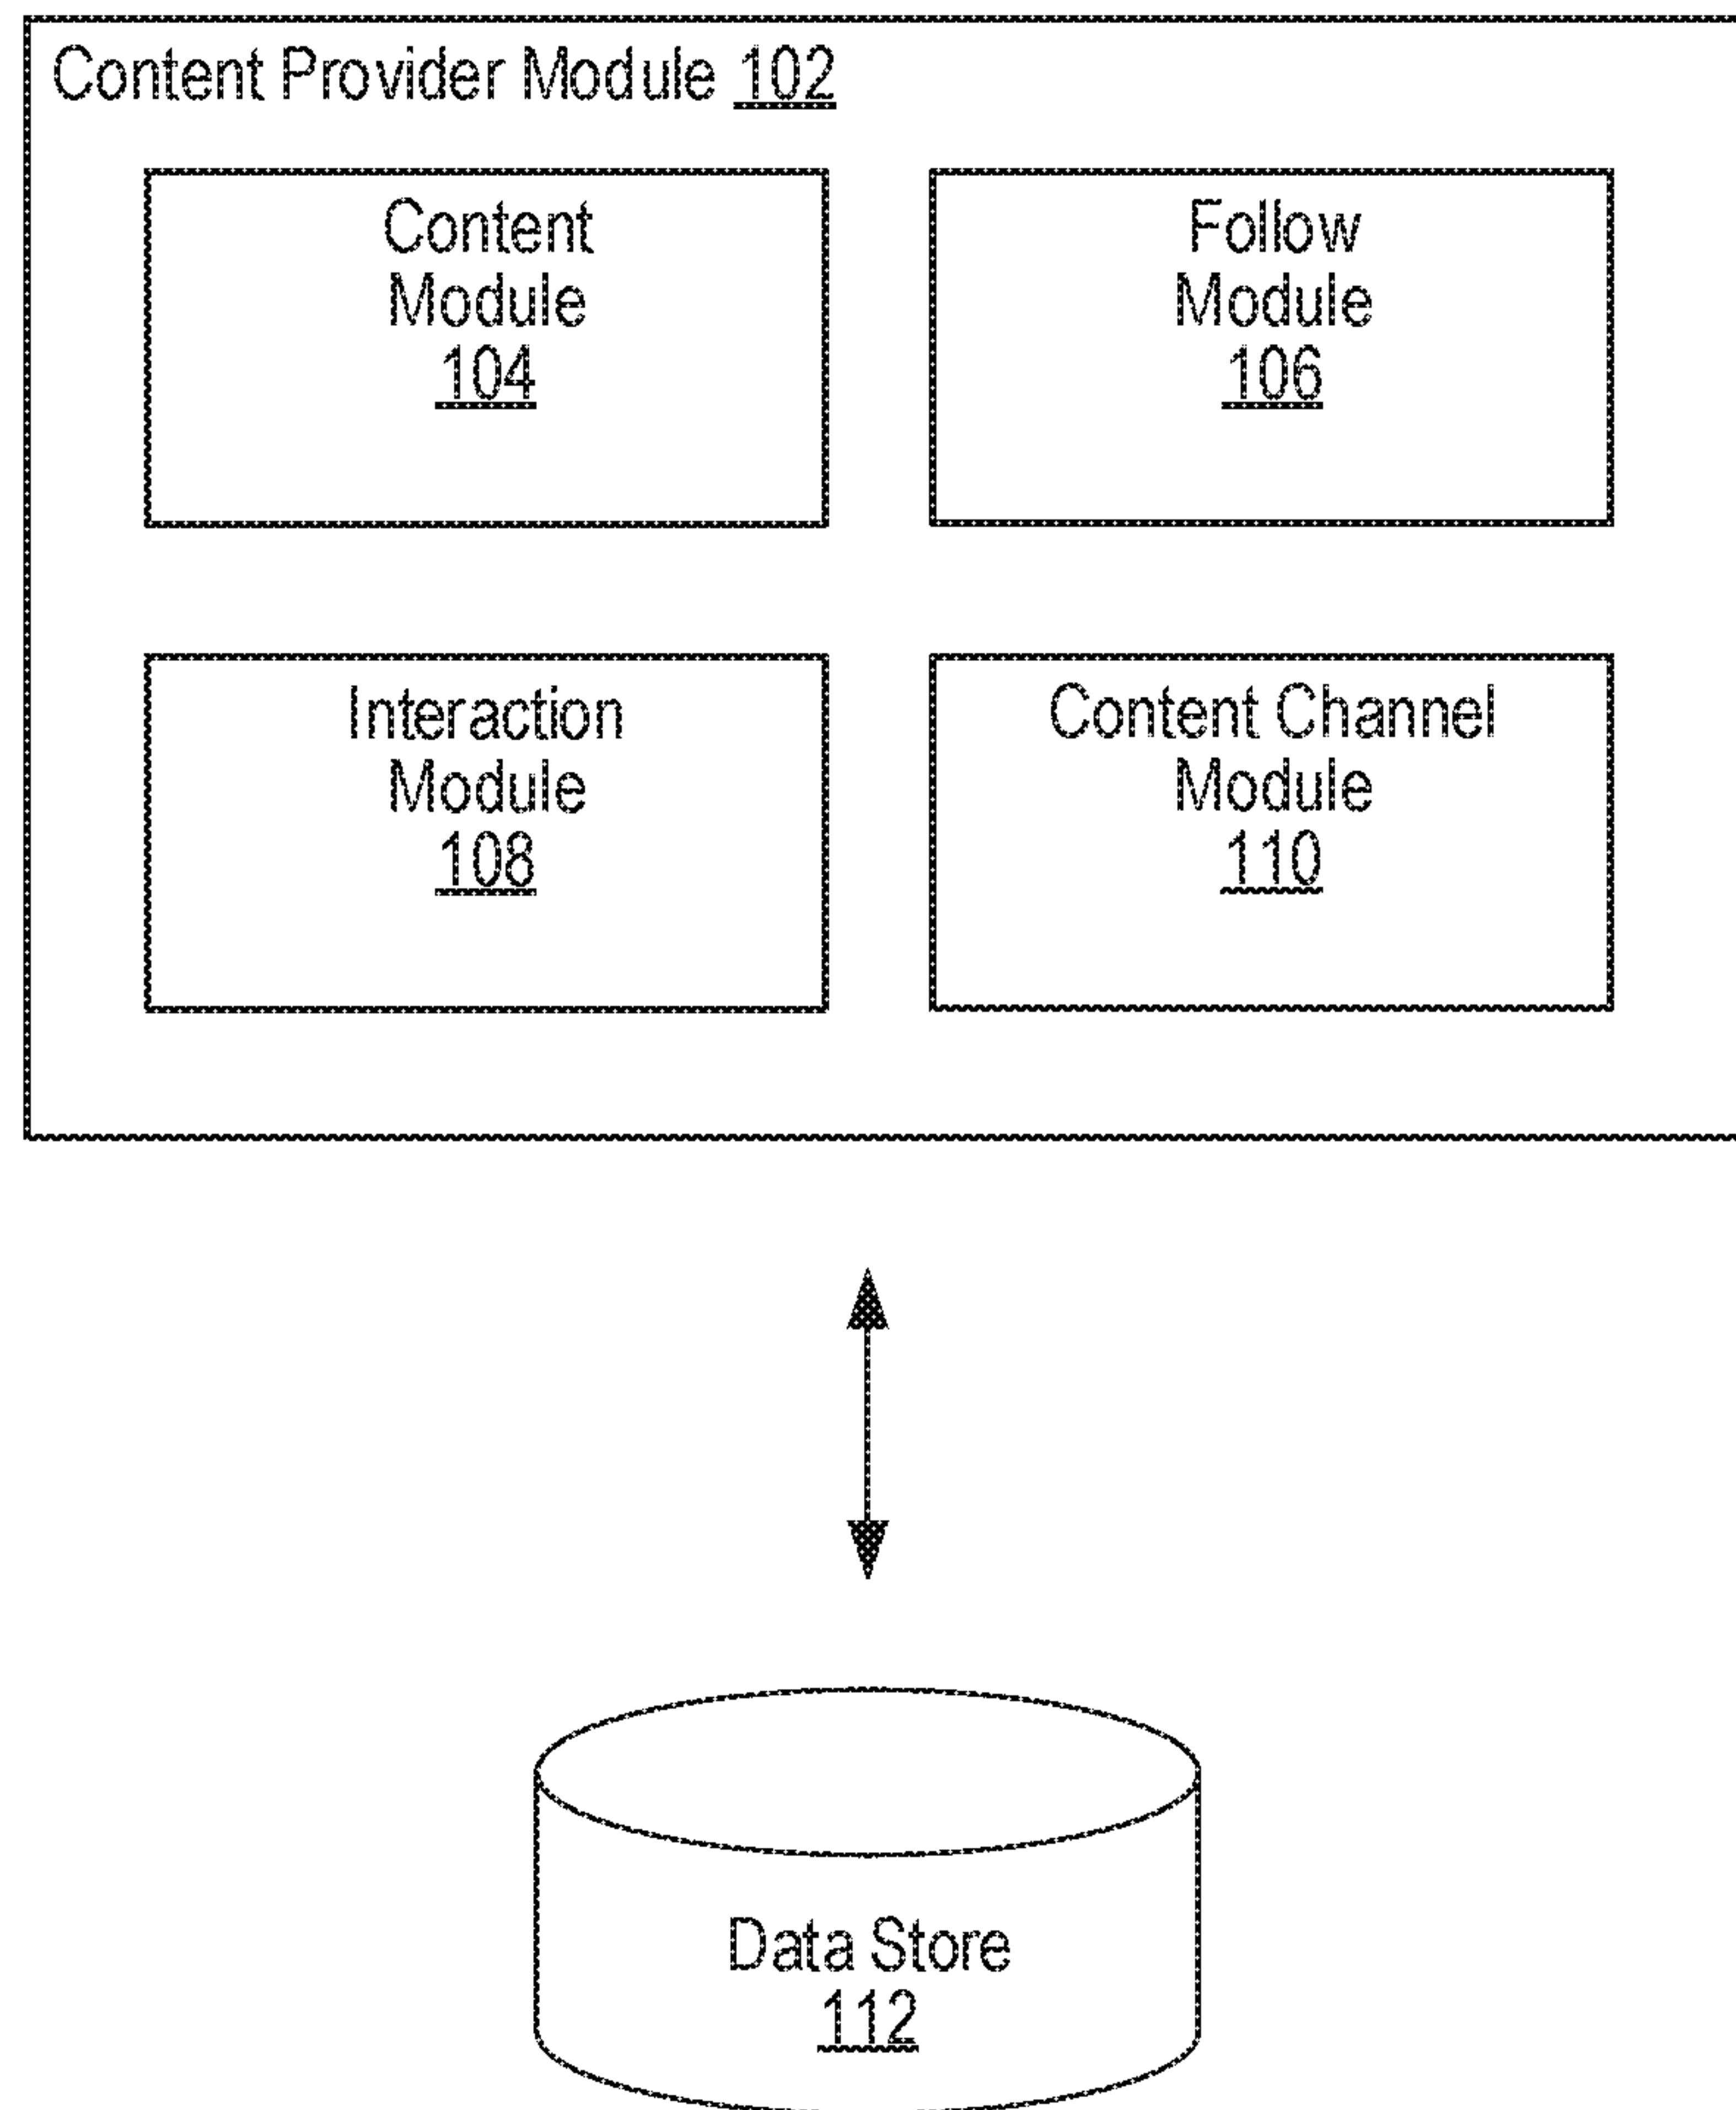 Content Provider Module 102
Content
Module
104
Follow
Module
106
Interaction
Module
108
Content Channel
Module
110
Data Store
112